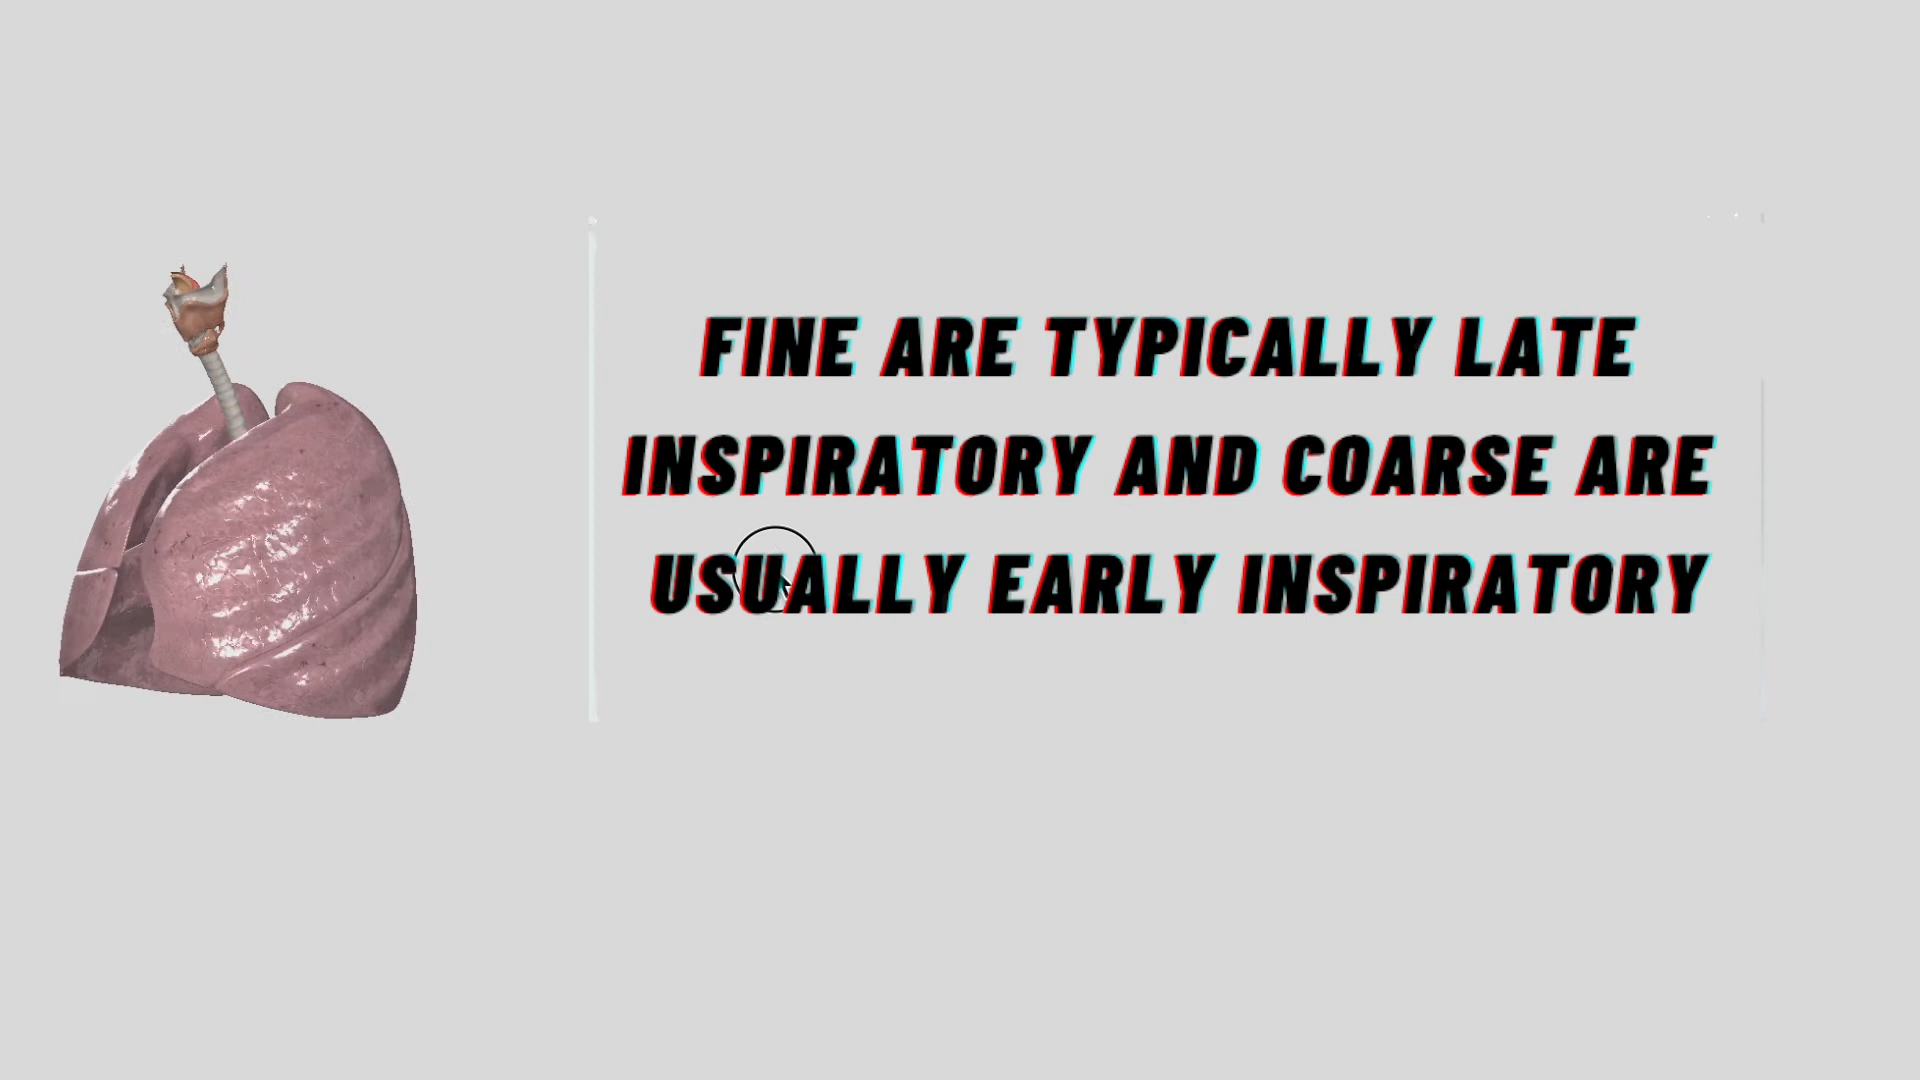 FINE ARE TYPICALLY LATE
INSPIRATORY AND COARSE ARE
USUALLY EARLY INSPIRATORY